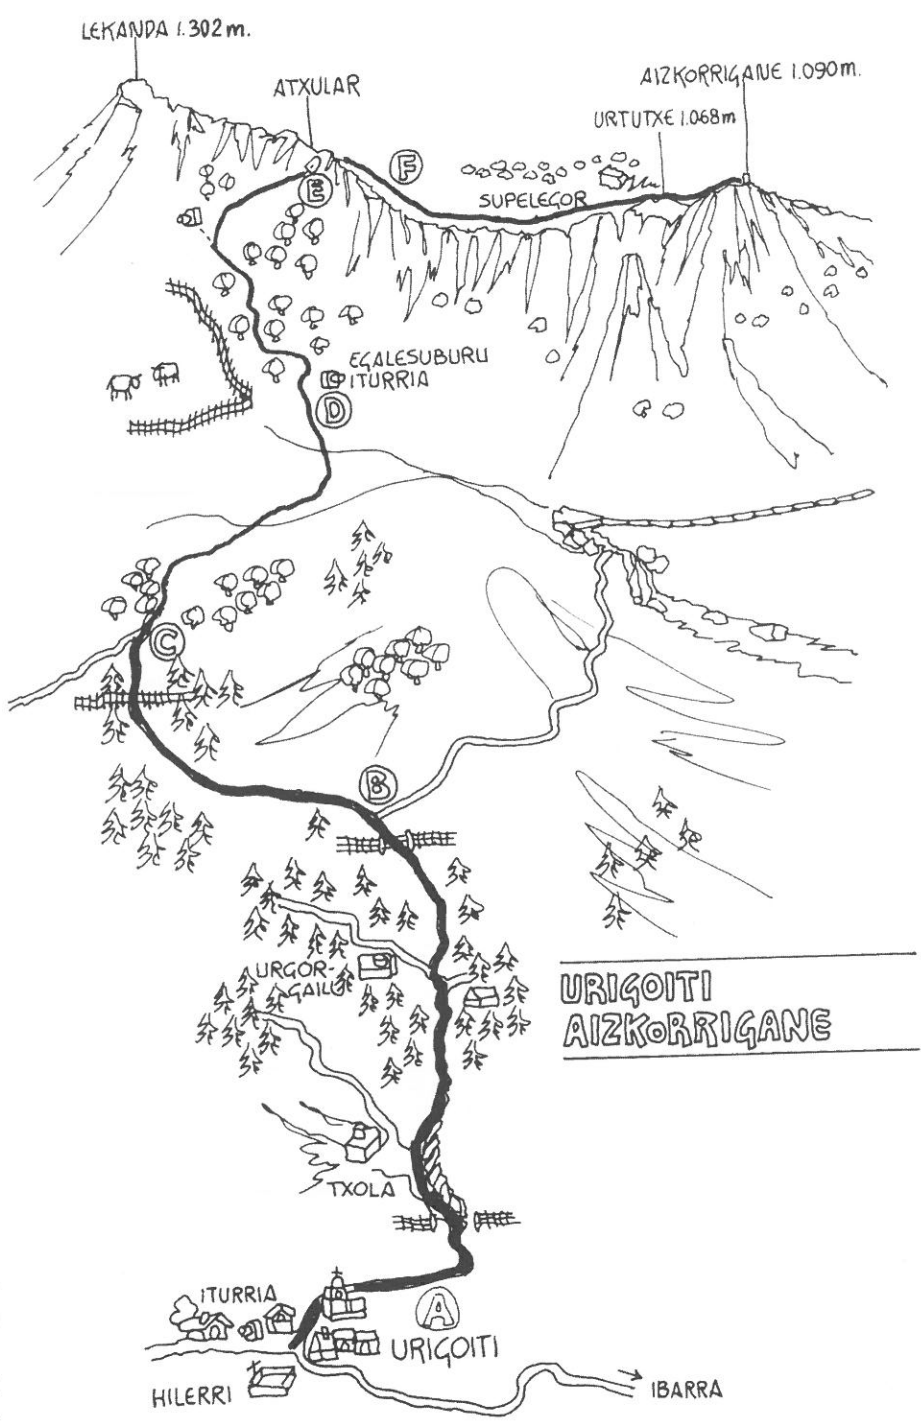 LEKANDA 1.302 m.
ATXULAR
AIZKORRIGANE 1.090 m.
URTUTXE 1.068 m
E
F
SUPELEGOR
EGALESUBURU
ITURRIA
D
C
B
URGOR-
GAILU
URIGOITI
AIZKORRIGANE
TXOLA
ITURRIA
A
URIGOITI
HILERRI
IBARRA